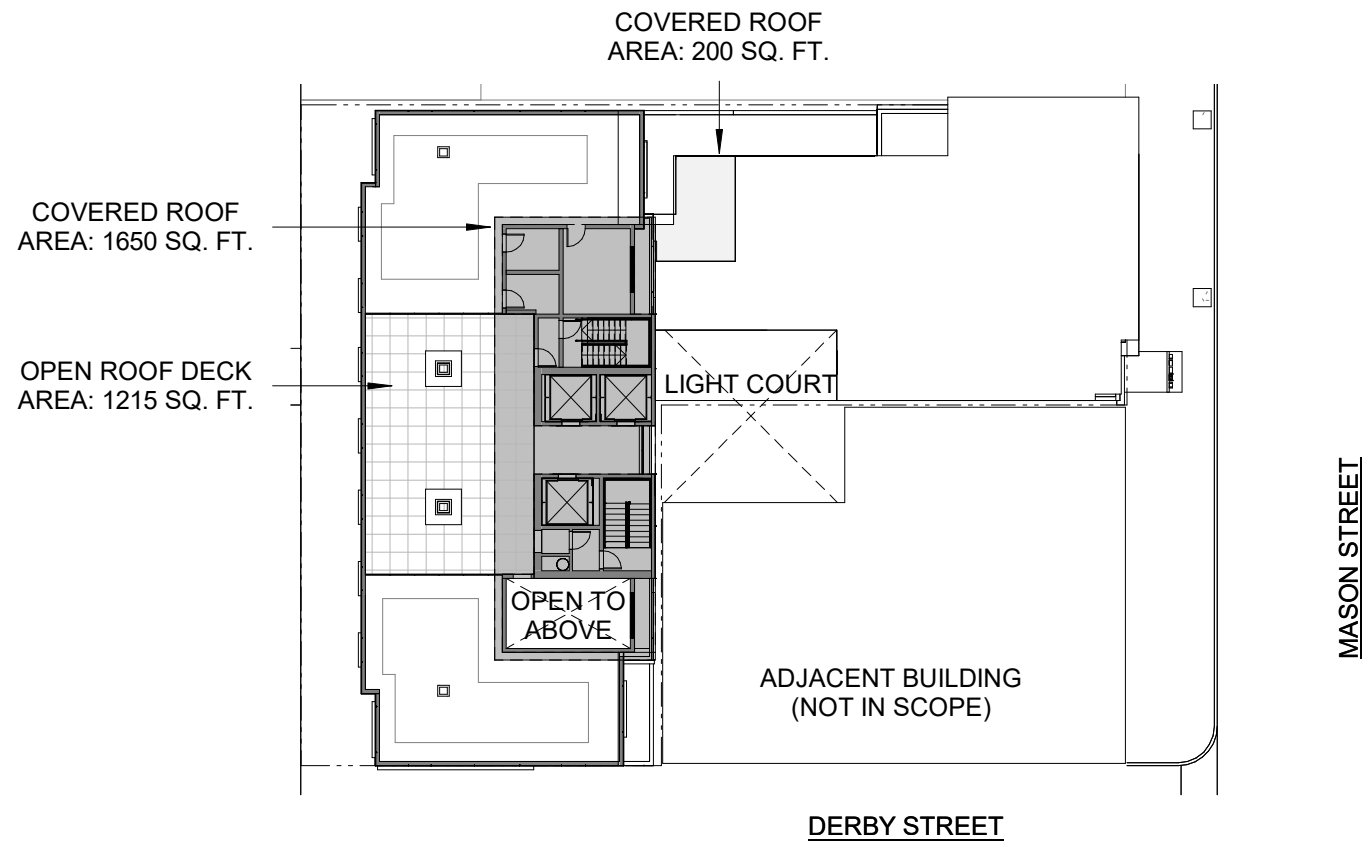 COVERED ROOF
AREA: 200 SQ. FT.
COVERED ROOF
AREA: 1650 SQ. FT.
OPEN ROOF DECK
AREA: 1215 SQ. FT.
LIGHT COURT
OPEN TO
ABOVE
ADJACENT BUILDING
(NOT IN SCOPE)
MASON STREET
DERBY STREET